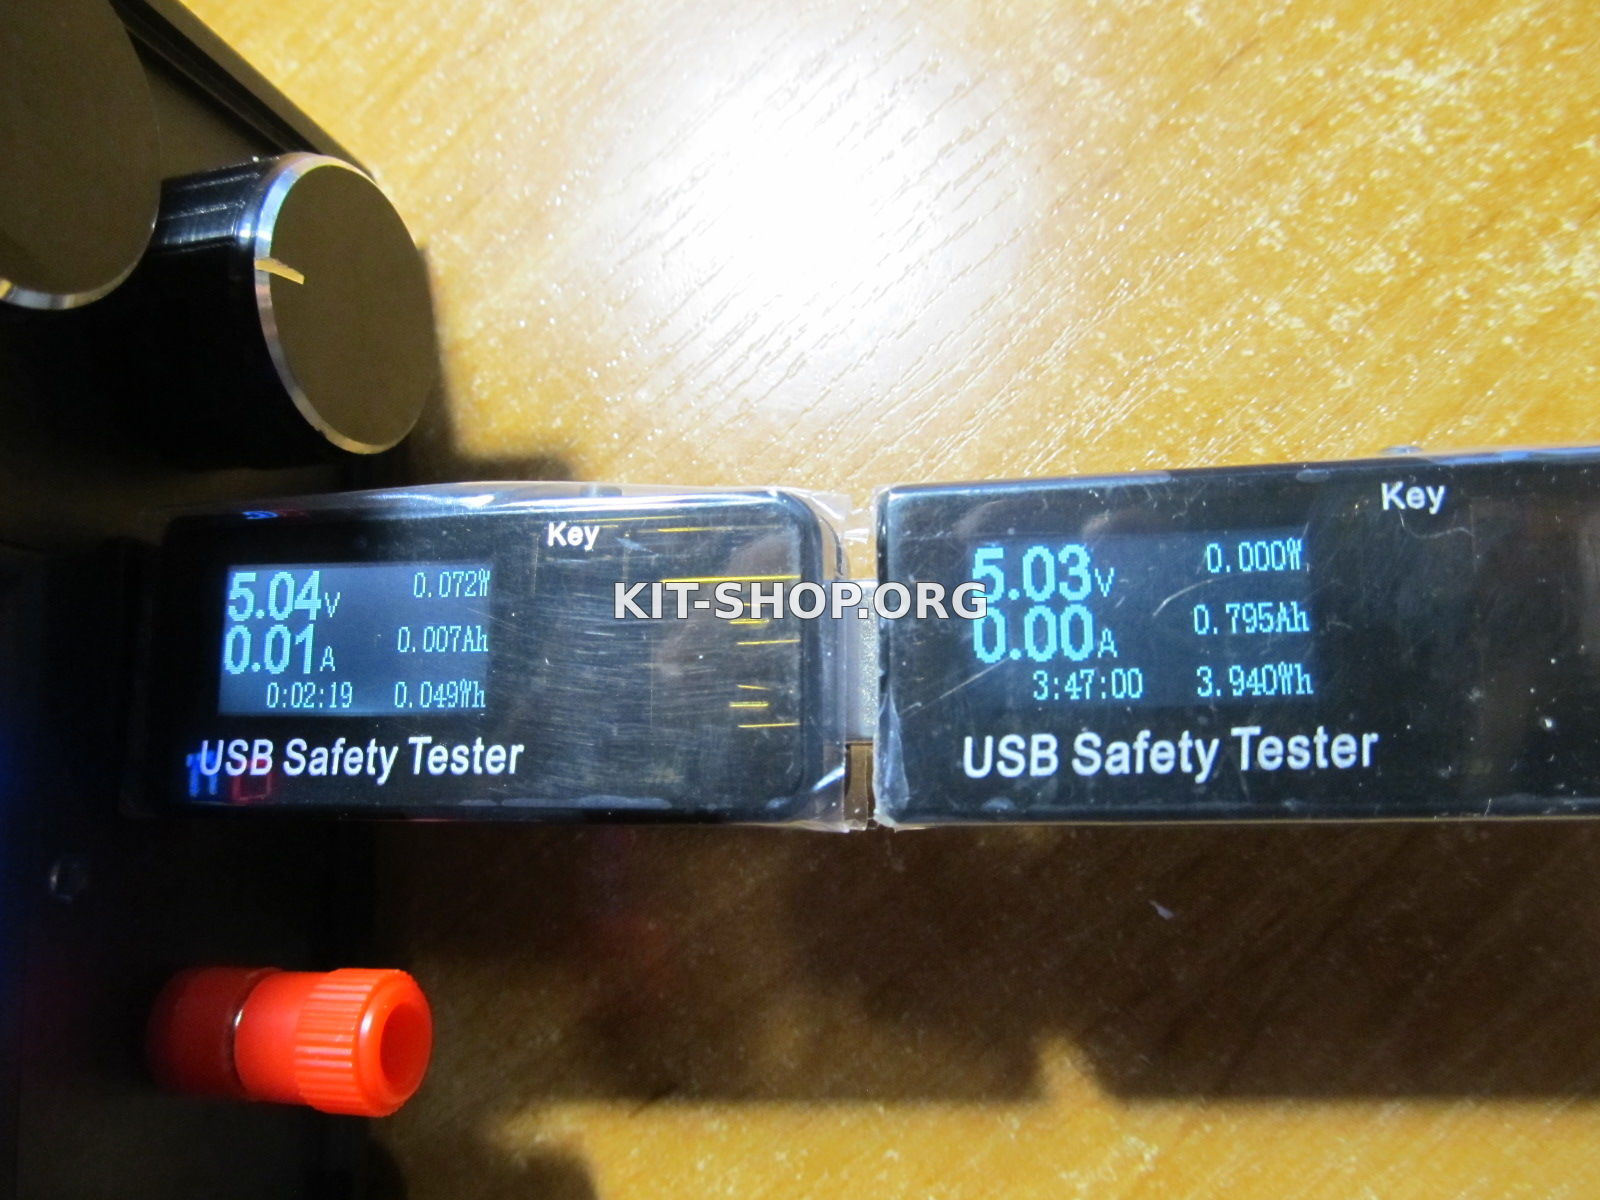 Key
5.04V
0.072W
0.01A
0.007Ah
0:02:19
0.049Wh
USB Safety Tester
KIT-SHOP.ORG
Key
5.03V
0.000W
0.00A
0.795Ah
3:47:00
3.940Wh
USB Safety Tester